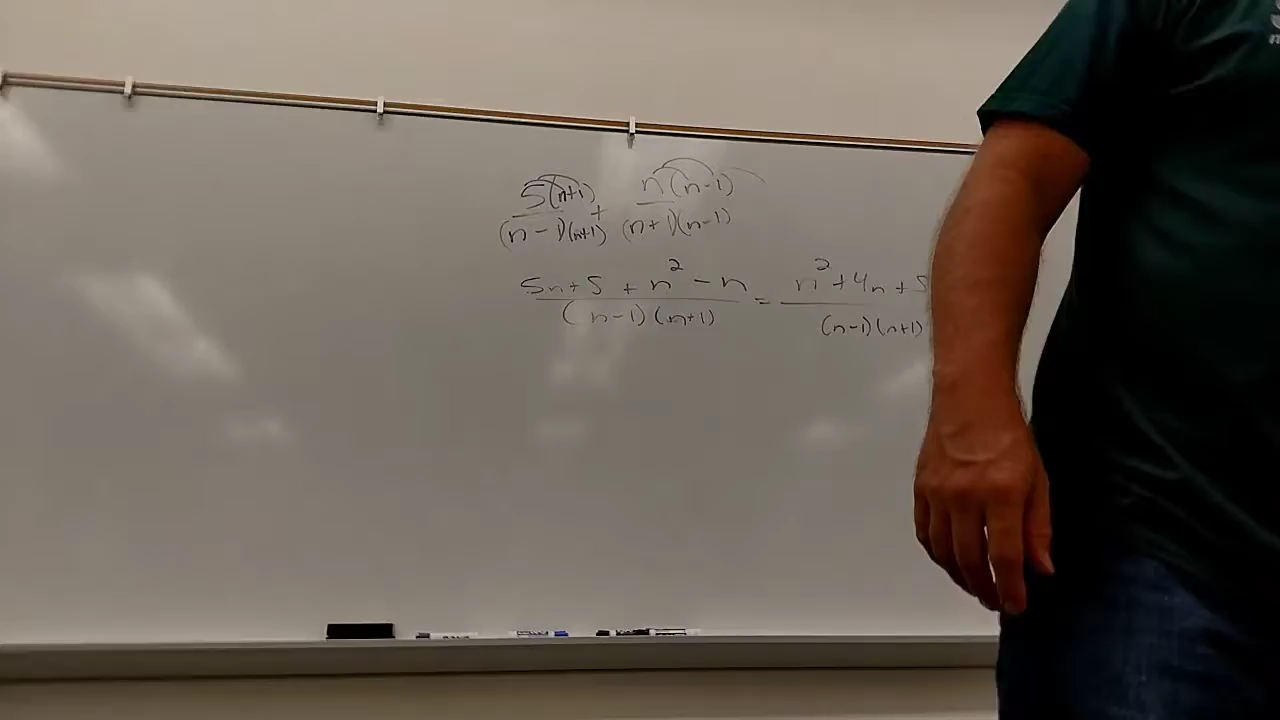 5(n+1)/(n-1)(n+1) + n(n-1)/(n+1)(n-1)
5n+5+n²-n/(n-1)(n+1) = n²+4n+5/(n-1)(n+1)